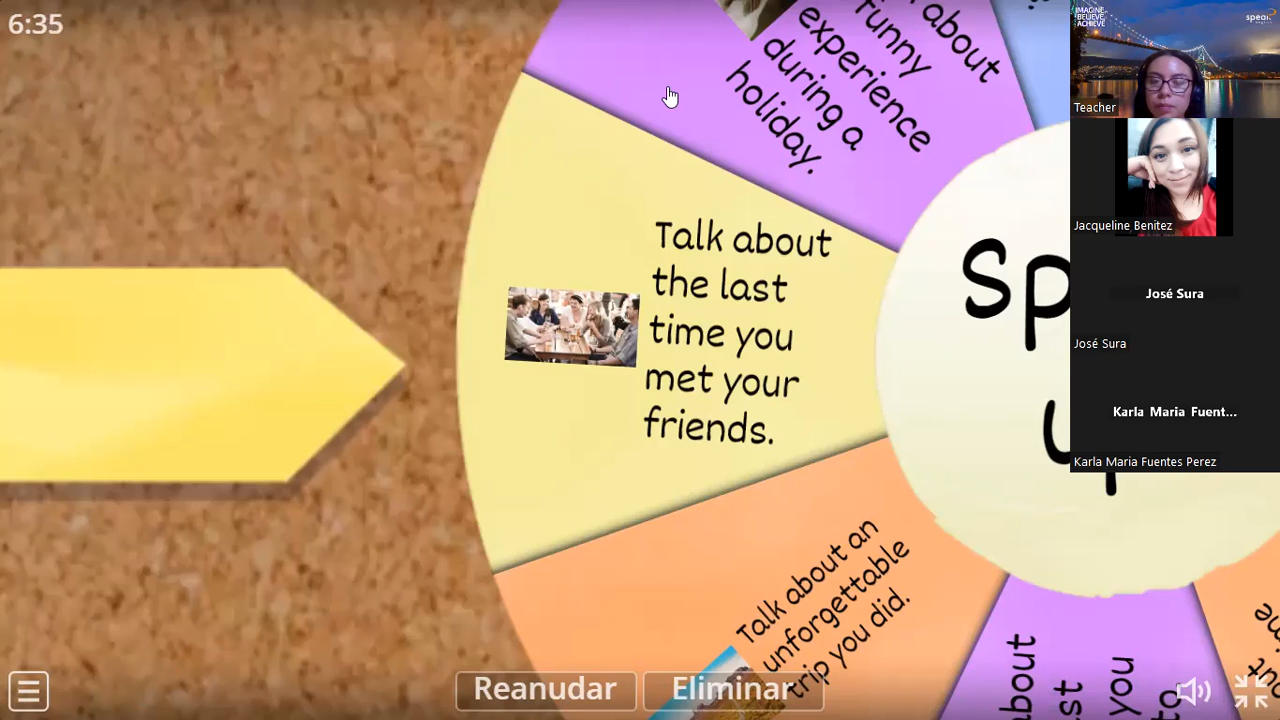 6:35
about
funny
experience
during a
holiday.
Talk about
the last
time you
met your
friends.
Talk about an
unforgettable
trip you did.
about
you
to
Sp
u
Reanudar
Eliminar
IMAGINE
BELIEVE
ACHIEVE
speak
Teacher
Jacqueline Benitez
José Sura
José Sura
Karla Maria Fuent...
Karla Maria Fuentes Perez